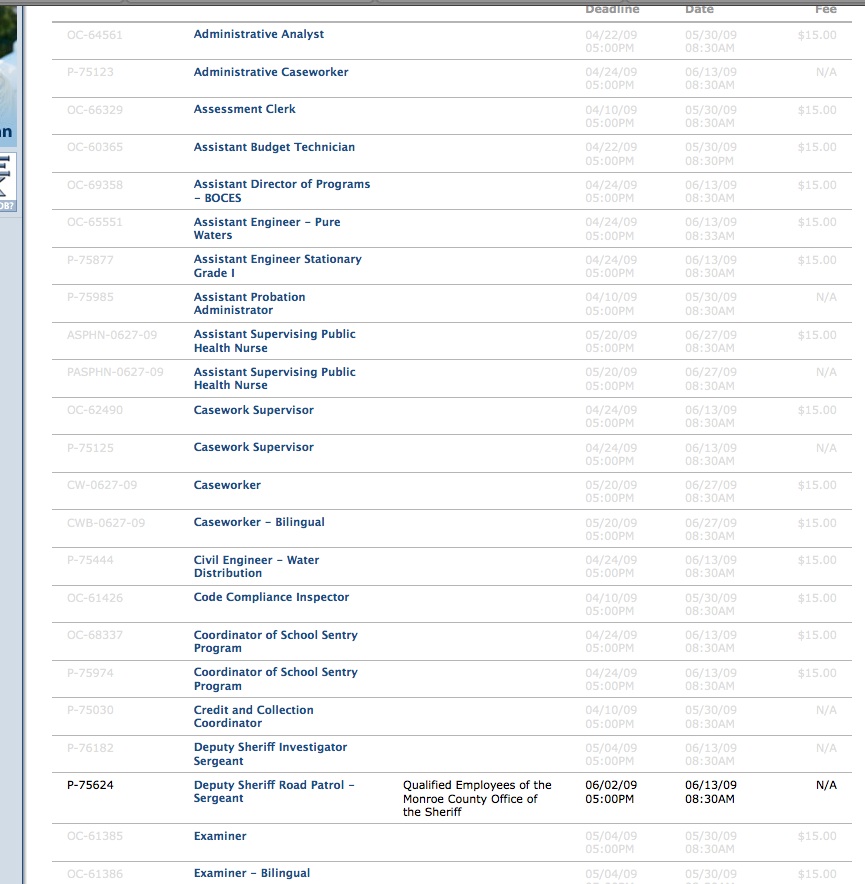 Deadline Date Fee
OC-64561 Administrative Analyst 04/22/09 05/30/09 $15.00
05:00PM 08:30AM
P-75123 Administrative Caseworker 04/24/09 06/13/09 N/A
05:00PM 08:30AM
OC-66329 Assessment Clerk 04/10/09 05/30/09 $15.00
05:00PM 08:30AM
an
OC-60365 Assistant Budget Technician 04/22/09 05/30/09 $15.00
05:00PM 08:30PM
OC-69358 Assistant Director of Programs 04/24/09 06/13/09 $15.00
– BOCES 05:00PM 08:30AM
OB?
OC-65551 Assistant Engineer – Pure 04/24/09 06/13/09 $15.00
Waters 05:00PM 08:33AM
P-75877 Assistant Engineer Stationary 04/24/09 06/13/09 $15.00
Grade I 05:00PM 08:30AM
P-75985 Assistant Probation 04/10/09 05/30/09 N/A
Administrator 05:00PM 08:30AM
ASPHN-0627-09 Assistant Supervising Public 05/20/09 06/27/09 $15.00
Health Nurse 05:00PM 08:30AM
PASPHN-0627-09 Assistant Supervising Public 05/20/09 06/27/09 N/A
Health Nurse 05:00PM 08:30AM
OC-62490 Casework Supervisor 04/24/09 06/13/09 $15.00
05:00PM 08:30AM
P-75125 Casework Supervisor 04/24/09 06/13/09 N/A
05:00PM 08:30AM
CW-0627-09 Caseworker 05/20/09 06/27/09 $15.00
05:00PM 08:30AM
CWB-0627-09 Caseworker – Bilingual 05/20/09 06/27/09 $15.00
05:00PM 08:30AM
P-75444 Civil Engineer – Water 04/24/09 06/13/09 $15.00
Distribution 05:00PM 08:30AM
OC-61426 Code Compliance Inspector 04/10/09 05/30/09 $15.00
05:00PM 08:30AM
OC-68337 Coordinator of School Sentry 04/24/09 06/13/09 $15.00
Program 05:00PM 08:30AM
P-75974 Coordinator of School Sentry 04/24/09 06/13/09 $15.00
Program 05:00PM 08:30AM
P-75030 Credit and Collection 04/10/09 05/30/09 N/A
Coordinator 05:00PM 08:30AM
P-76182 Deputy Sheriff Investigator 05/04/09 06/13/09 N/A
Sergeant 05:00PM 08:30AM
P-75624 Deputy Sheriff Road Patrol – Qualified Employees of the 06/02/09 06/13/09 N/A
Sergeant Monroe County Office of 05:00PM 08:30AM
the Sheriff
OC-61385 Examiner 05/04/09 05/30/09 $15.00
05:00PM 08:30AM
OC-61386 Examiner – Bilingual 05/04/09 05/30/09 $15.00